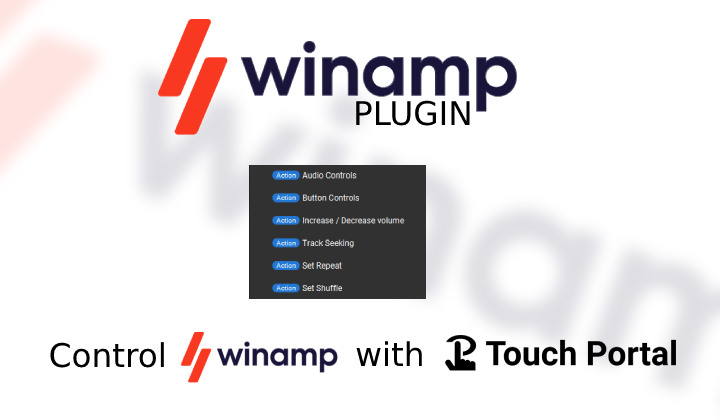 winamp
PLUGIN
Action Audio Controls
Action Button Controls
Action Increase / Decrease volume
Action Track Seeking
Action Set Repeat
Action Set Shuffle
Control winamp with Touch Portal